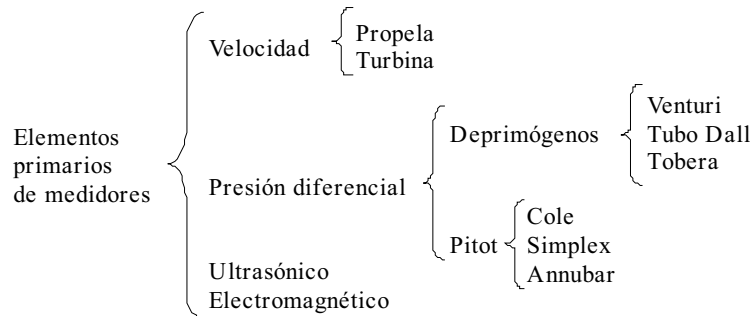 Elementos
primarios
de medidores
Velocidad
Propela
Turbina
Presión diferencial
Deprimógenos
Venturi
Tubo Dall
Tobera
Pitot
Cole
Simplex
Annubar
Ultrasónico
Electromagnético